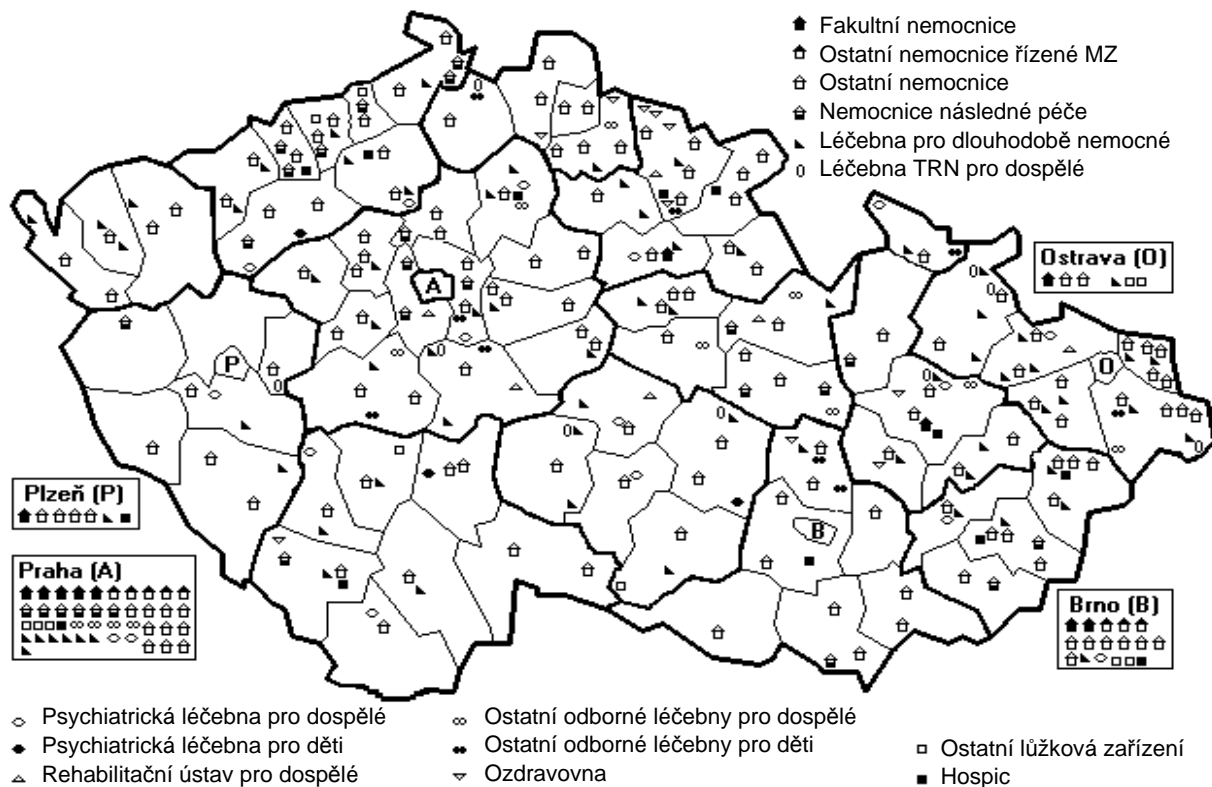 Fakultní nemocnice
Ostatní nemocnice řízené MZ
Ostatní nemocnice
Nemocnice následné péče
Léčebna pro dlouhodobě nemocné
Léčebna TRN pro dospělé
Ostrava (O)
A
P
O
B
Plzeň (P)
Praha (A)
Brno (B)
Psychiatrická léčebna pro dospělé
Psychiatrická léčebna pro děti
Rehabilitační ústav pro dospělé
Ostatní odborné léčebny pro dospělé
Ostatní odborné léčebny pro děti
Ozdravovna
Ostatní lůžková zařízení
Hospic